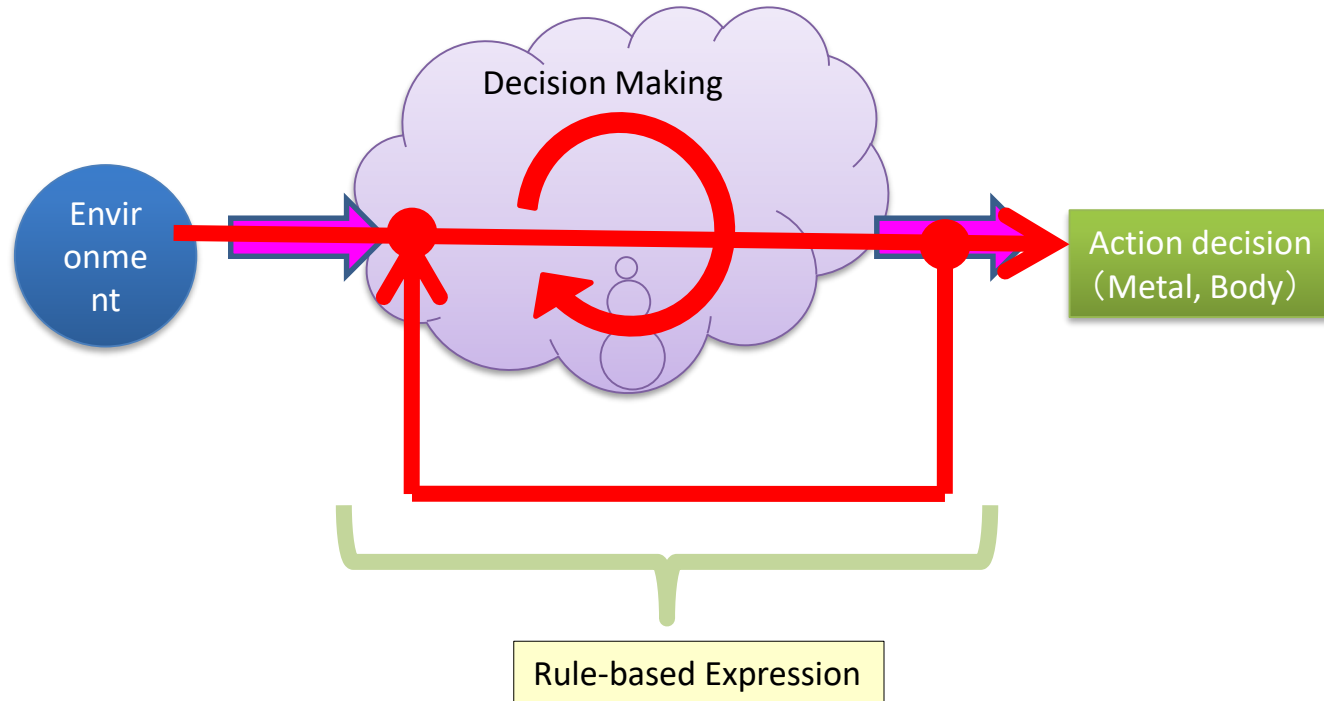 Decision Making
Envir
onme
nt
Action decision
（Metal, Body）
Rule-based Expression